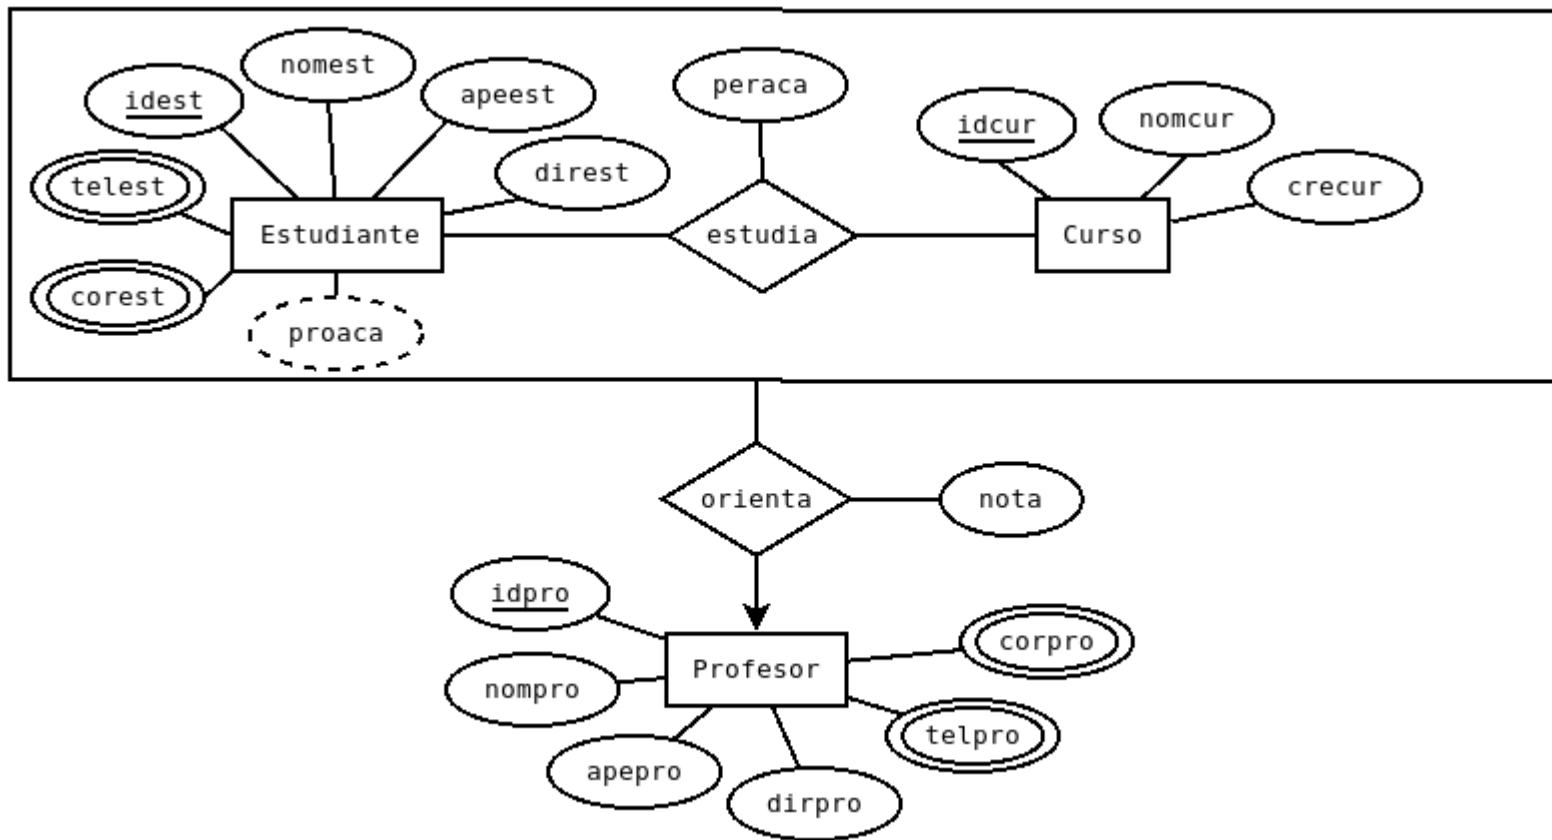 nomest
idest
apeest
peraca
idcur
nomcur
telest
direst
crecur
Estudiante
estudia
Curso
corest
proaca
orienta
nota
idpro
corpro
Profesor
nompro
telpro
apepro
dirpro